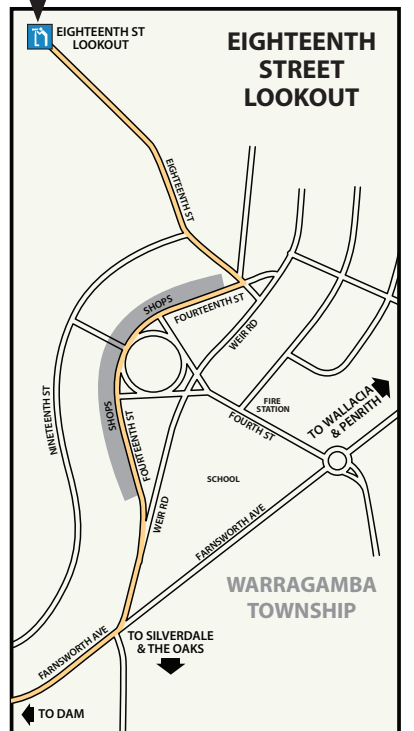 EIGHTEENTH ST
LOOKOUT
EIGHTEENTH
STREET
LOOKOUT
EIGHTEENTH ST
SHOPS
FOURTEENTH ST
WEIR RD
NINETEENTH ST
SHOPS
FOURTEENTH ST
FIRE
STATION
FOURTH ST
TO WALLACIA
& PENRITH
SCHOOL
WEIR RD
FARNSWORTH AVE
WARRAGAMBA
TOWNSHIP
TO SILVERDALE
& THE OAKS
FARNSWORTH AVE
TO DAM